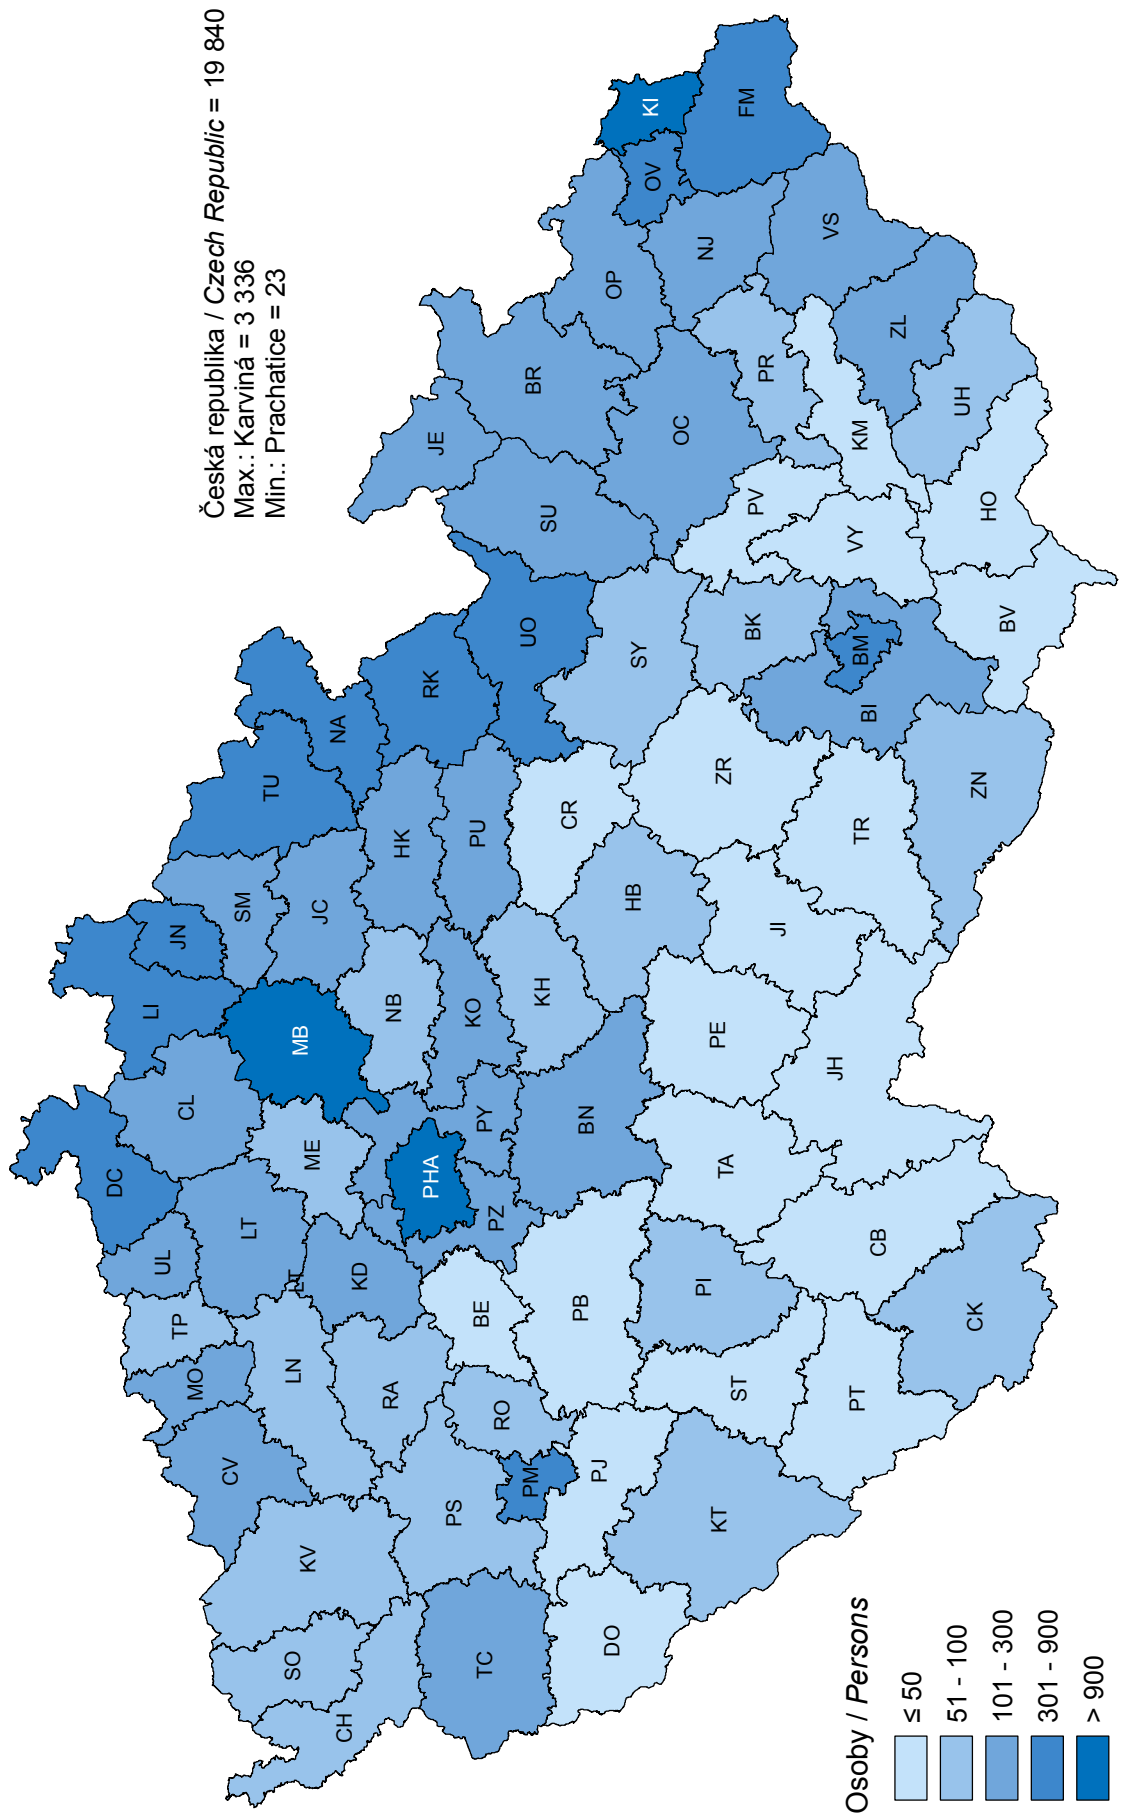 Česká republika / Czech Republic = 19 840
Max.: Karviná = 3 336
Min.: Prachatice = 23
DC
LI
JN
CL
SM
TU
UL
TP
MO
LT
LT
MB
JC
NA
CV
LN
KD
ME
NB
HK
RK
JE
KV
RA
PHA
KO
PU
UO
SU
BR
SO
CH
PS
RO
BE
PZ
PY
KH
CR
SY
OC
OP
OV
KI
TC
PM
PB
BN
HB
ZR
BK
PV
PR
NJ
FM
DO
PJ
PI
TA
PE
JI
TR
BI
BM
VY
KM
ZL
VS
KT
ST
CB
JH
ZN
BV
HO
UH
PT
CK
Osoby / Persons
≤ 50
51 - 100
101 - 300
301 - 900
> 900